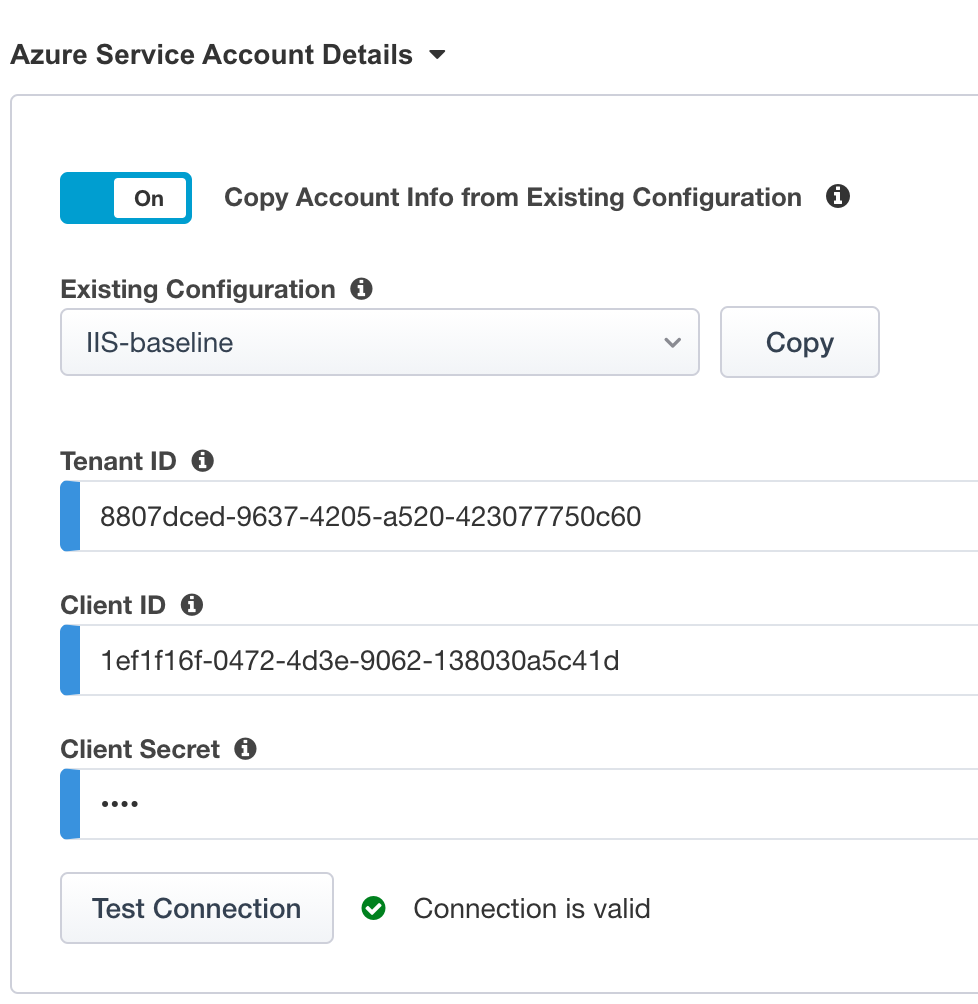 Azure Service Account Details
On
Copy Account Info from Existing Configuration
Existing Configuration
IIS-baseline
Copy
Tenant ID
8807dced-9637-4205-a520-423077750c60
Client ID
1ef1f16f-0472-4d3e-9062-138030a5c41d
Client Secret
••••
Test Connection
Connection is valid